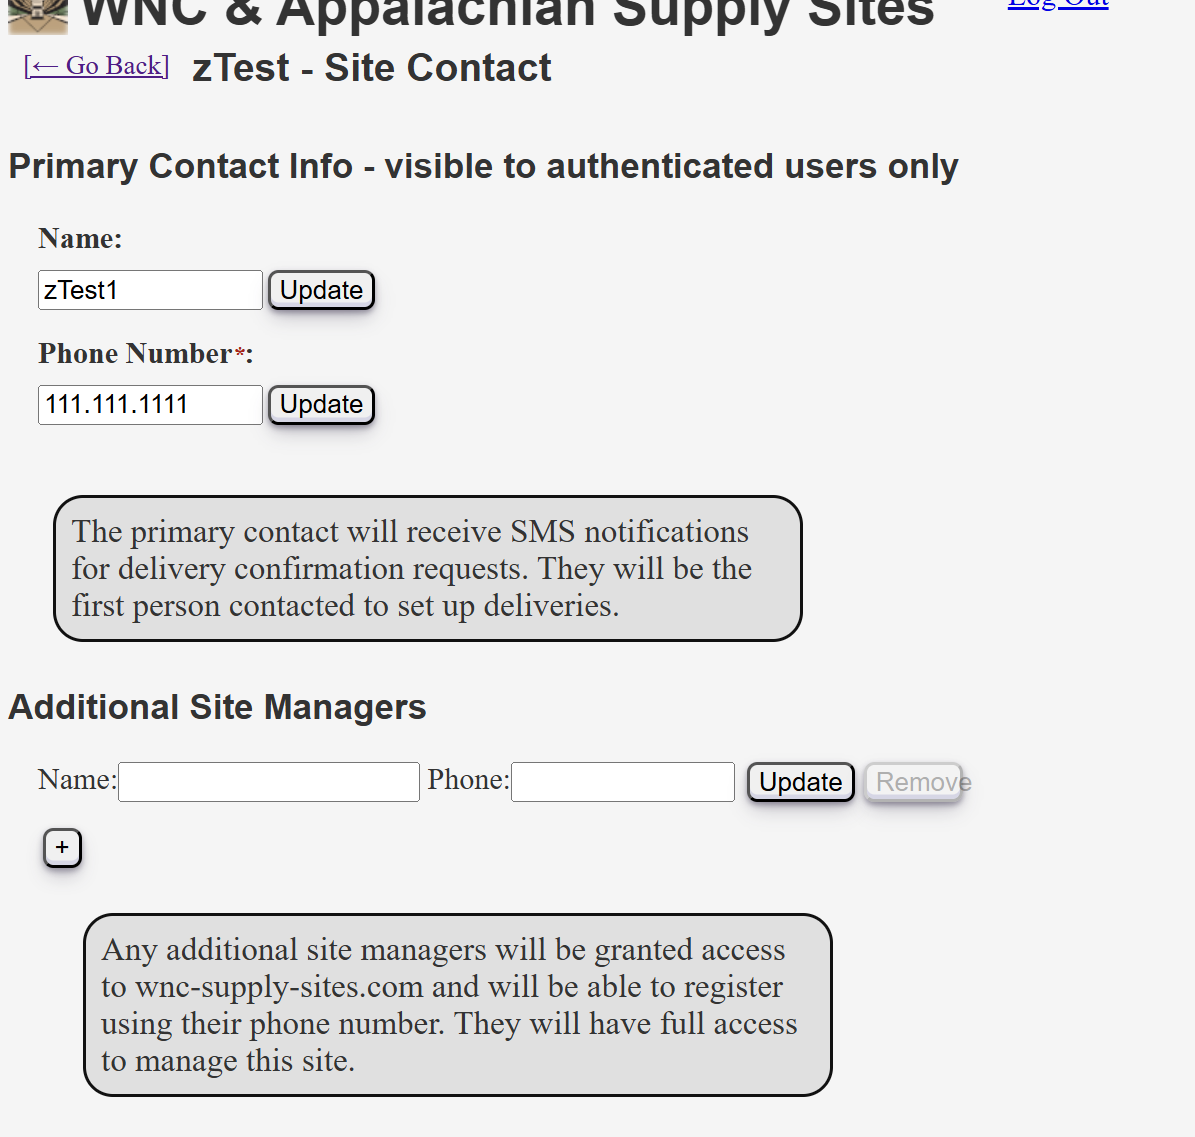 WNC & Appalachian Supply Sites
Log Out
[← Go Back] zTest - Site Contact
Primary Contact Info - visible to authenticated users only
Name:
zTest1 Update
Phone Number*:
111.111.1111 Update
The primary contact will receive SMS notifications
for delivery confirmation requests. They will be the
first person contacted to set up deliveries.
Additional Site Managers
Name: Phone: Update Remove
+
Any additional site managers will be granted access
to wnc-supply-sites.com and will be able to register
using their phone number. They will have full access
to manage this site.